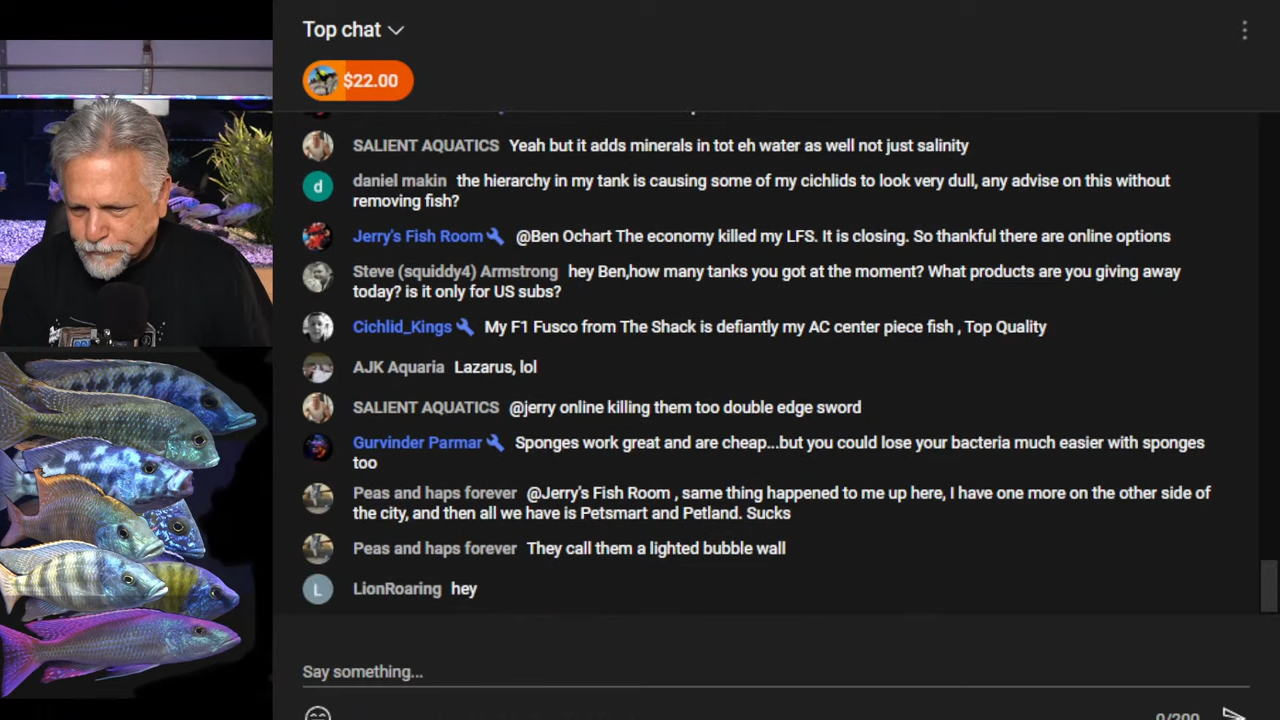 Top chat
$22.00
SALIENT AQUATICS Yeah but it adds minerals in tot eh water as well not just salinity
daniel makin the hierarchy in my tank is causing some of my cichlids to look very dull, any advise on this without
removing fish?
Jerry's Fish Room @Ben Ochart The economy killed my LFS. It is closing. So thankful there are online options
Steve (squiddy4) Armstrong hey Ben,how many tanks you got at the moment? What products are you giving away
today? is it only for US subs?
Cichlid_Kings My F1 Fusco from The Shack is defiantly my AC center piece fish , Top Quality
AJK Aquaria Lazarus, lol
SALIENT AQUATICS @jerry online killing them too double edge sword
Gurvinder Parmar Sponges work great and are cheap...but you could lose your bacteria much easier with sponges
too
Peas and haps forever @Jerry's Fish Room , same thing happened to me up here, I have one more on the other side of
the city, and then all we have is Petsmart and Petland. Sucks
Peas and haps forever They call them a lighted bubble wall
L LionRoaring hey
Say something...
0/200